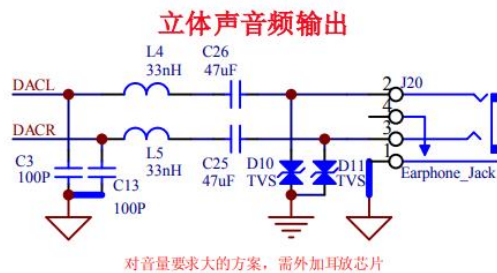 立体声音频输出
L4
33nH
C26
47uF
DACL
DACR
C3
100P
C13
100P
L5
33nH
C25
47uF
D10
TVS
D11
TVS
2
4
3
1
J20
Earphone_Jack
对音量要求大的方案，需外加耳放芯片